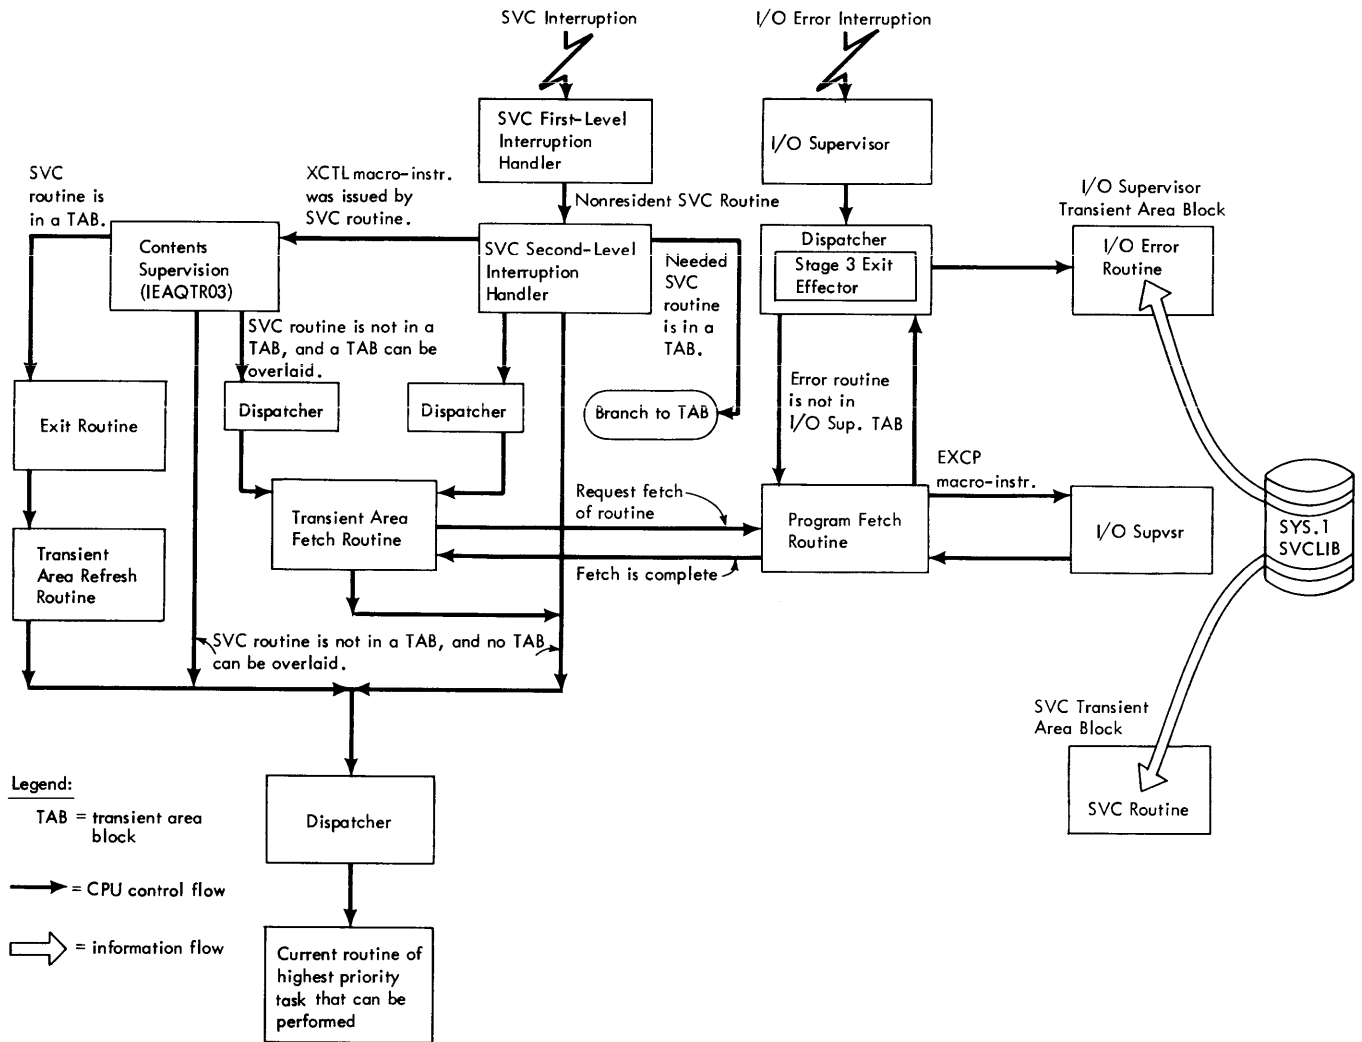 SVC Interruption
I/O Error Interruption
SVC First-Level
Interruption
Handler
I/O Supervisor
SVC
routine is
in a TAB.
XCTL macro-instr.
was issued by
SVC routine.
Nonresident SVC Routine
I/O Supervisor
Transient Area Block
Contents
Supervision
(IEAQTR03)
SVC Second-Level
Interruption
Handler
Needed
SVC
routine
is in a
TAB.
Dispatcher
Stage 3 Exit
Effector
I/O Error
Routine
SVC routine is not in a
TAB, and a TAB can be
overlaid.
Exit Routine
Dispatcher
Dispatcher
Branch to TAB
Error routine
is not in
I/O Sup. TAB
EXCP
macro-instr.
Transient Area
Fetch Routine
Request fetch
of routine
Program Fetch
Routine
I/O Supvsr
SYS.1
SVCLIB
Transient
Area Refresh
Routine
Fetch is complete
SVC routine is not in a TAB, and no TAB
can be overlaid.
SVC Transient
Area Block
SVC Routine
Legend:
TAB = transient area
block
= CPU control flow
= information flow
Dispatcher
Current routine of
highest priority
task that can be
performed